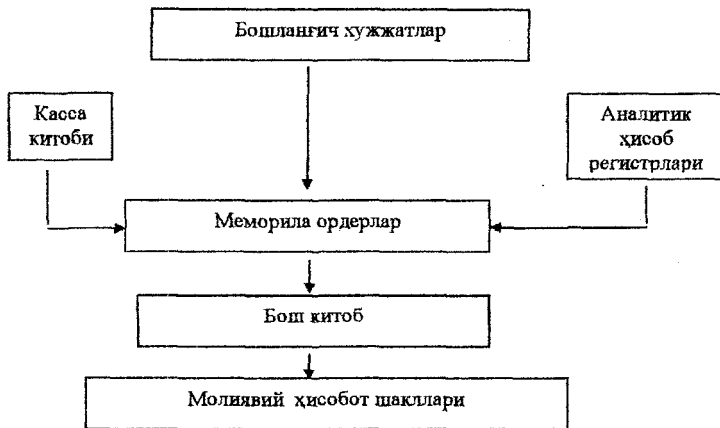 Бошланғич хужжатлар
Касса
китоби
Аналитик
ҳисоб
регистрлари
Меморила ордерлар
Бош китоб
Молиявий ҳисобот шакллари